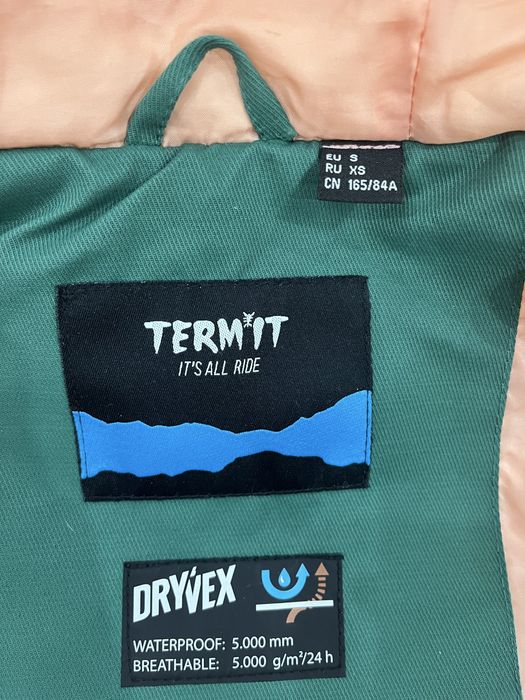 EU S
RU XS
CN 165/84A
TERMIT
IT'S ALL RIDE
DRYVEX
WATERPROOF: 5.000 mm
BREATHABLE: 5.000 g/m²/24 h